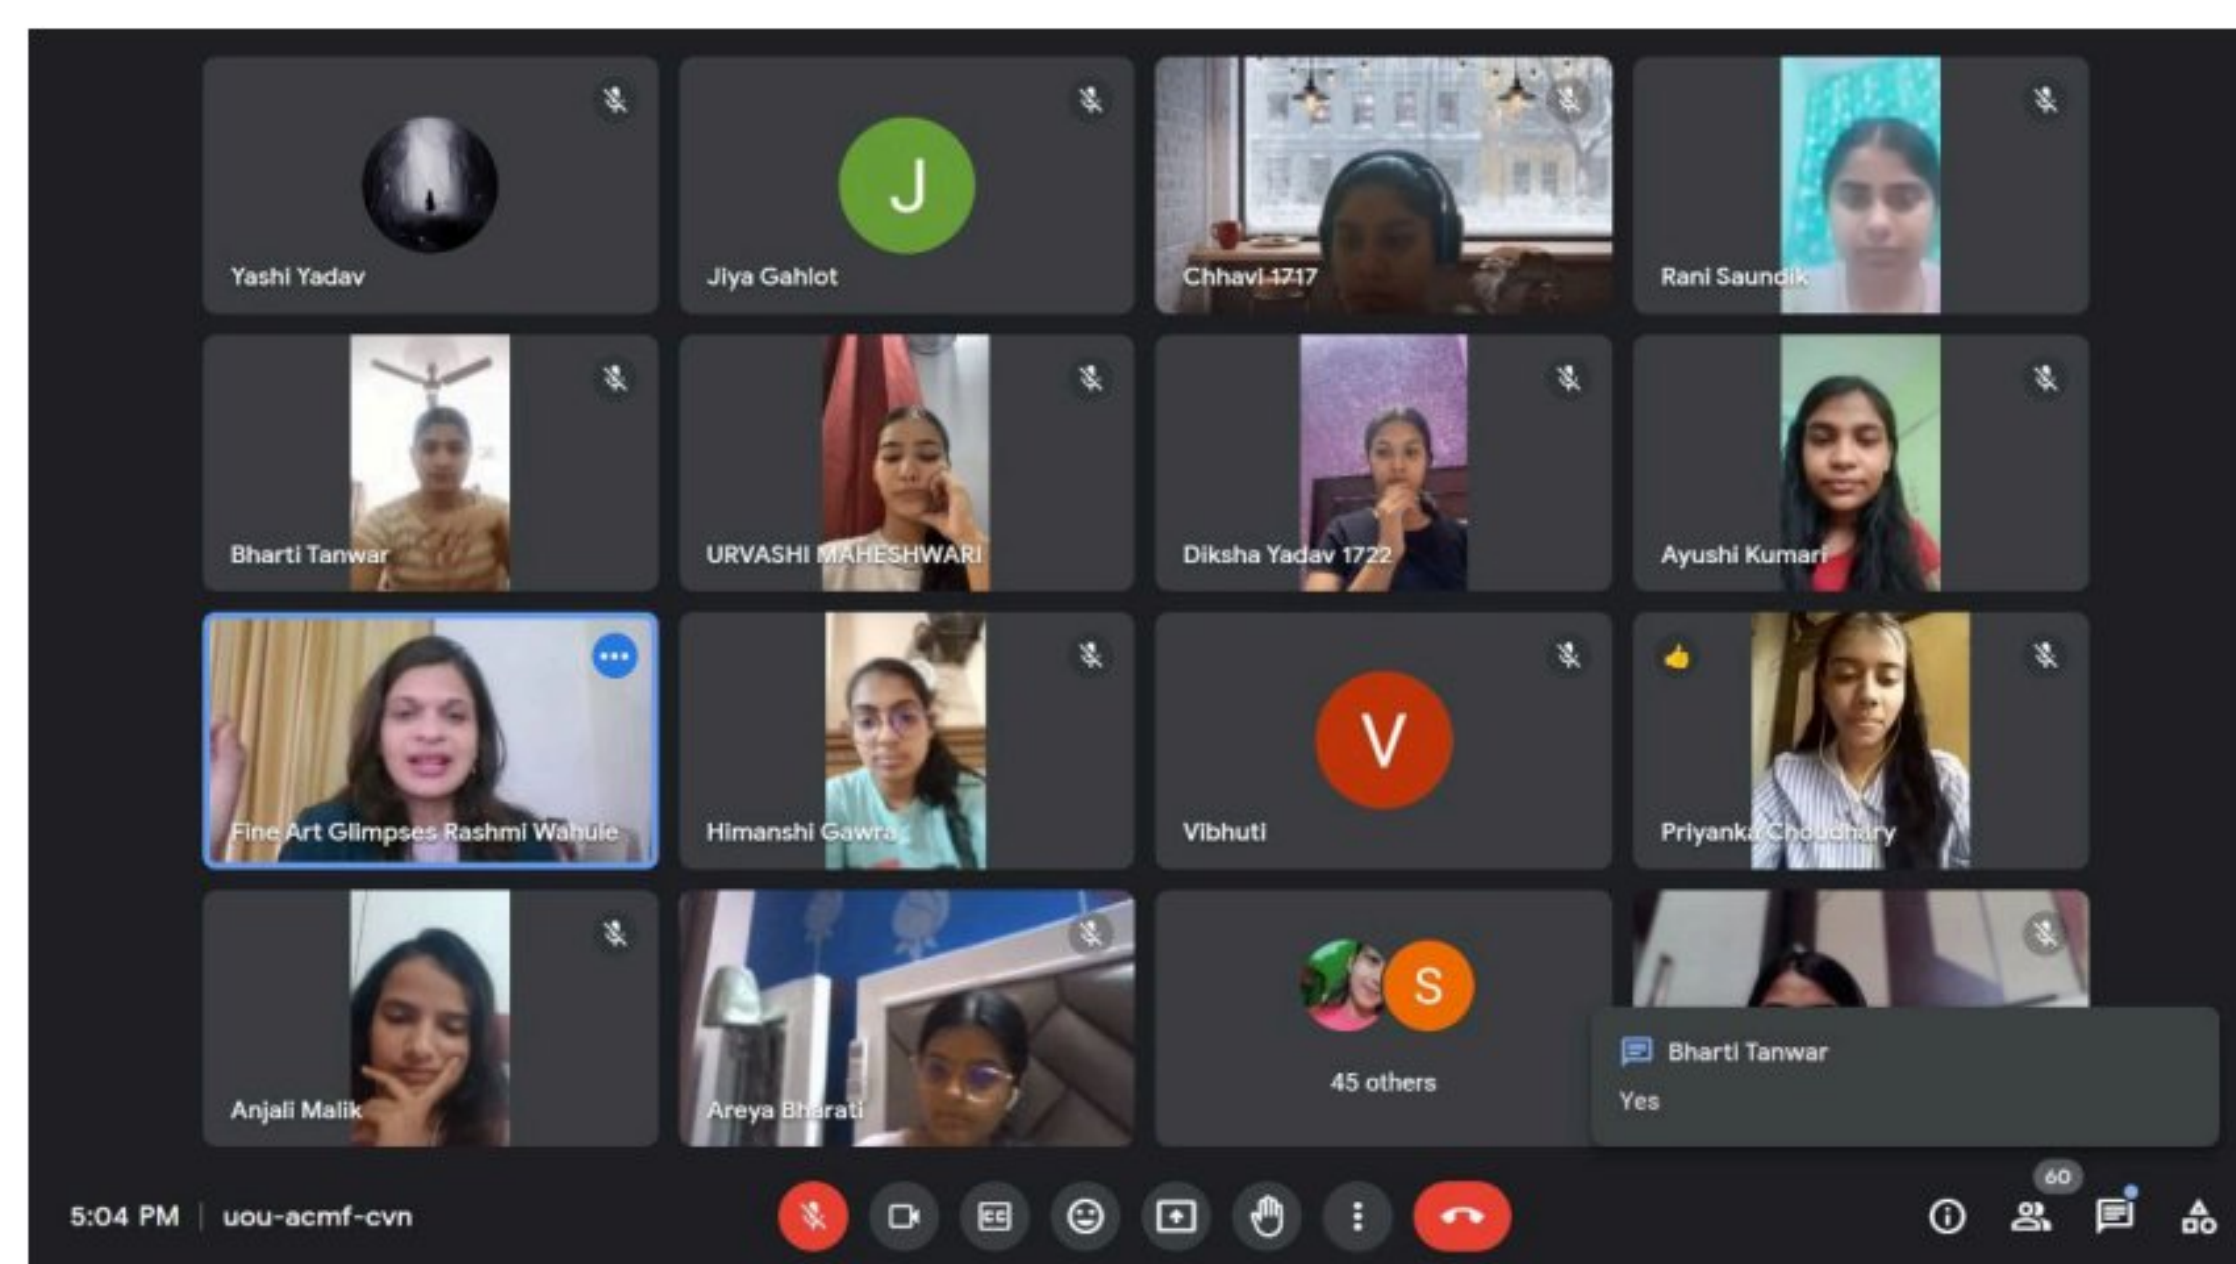 Yashi Yadav
J
Jiya Gahlot
Chhavi 1717
Rani Saundik
Bharti Tanwar
URVASHI MAHESHWARI
Diksha Yadav 1722
Ayushi Kumari
Fine Art Glimpses Rashmi Wahule
Himanshi Gawra
V
Vibhuti
Priyanka Choudhary
Anjali Malik
Areya Bharati
S
45 others
Bharti Tanwar
Yes
5:04 PM | uou-acmf-cvn
CC
60